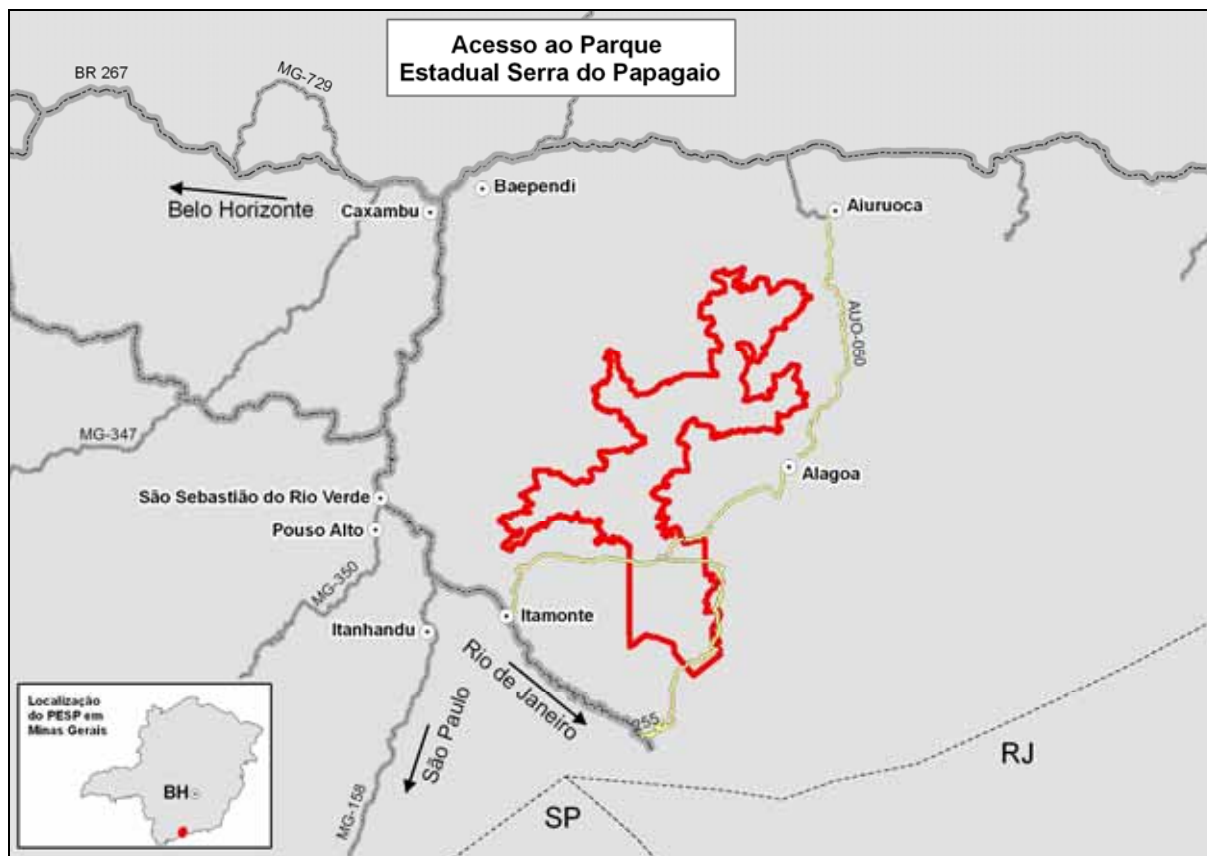 Acesso ao Parque
Estadual Serra do Papagaio
BR 267
MG-729
Baependi
Belo Horizonte
Caxambu
Aiuruoca
AUO-050
MG-347
Alagoa
São Sebastião do Rio Verde
Pouso Alto
MG-350
Itamonte
Itanhandu
Rio de Janeiro
255
São Paulo
MG-158
RJ
SP
Localização
do PESP em
Minas Gerais
BH